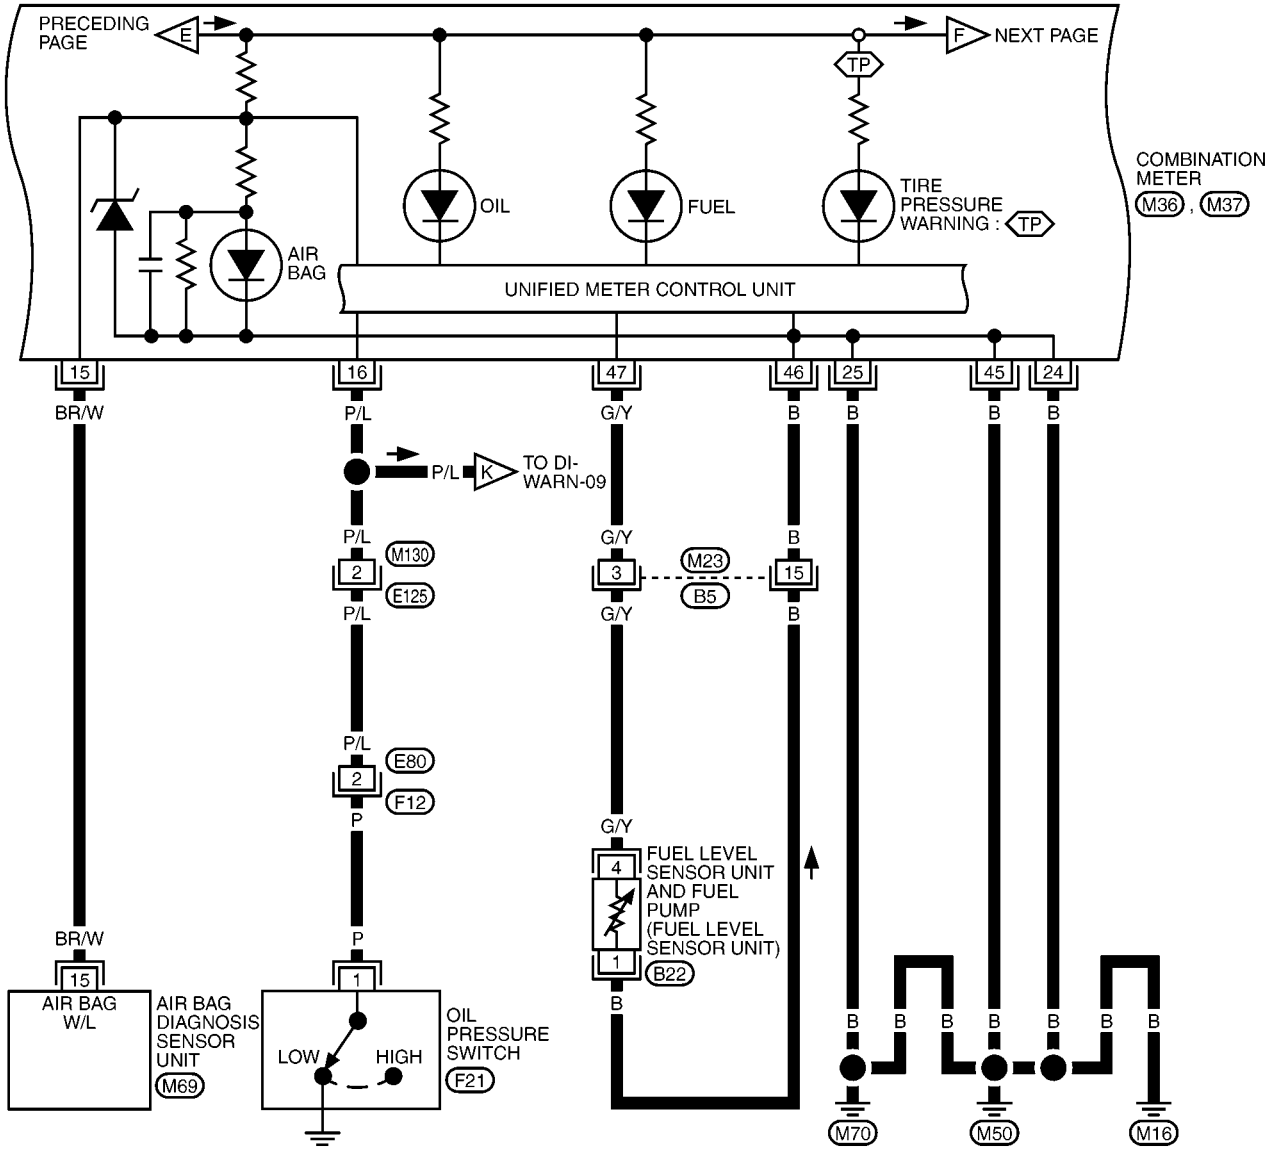 PRECEDING
PAGE
E
F
NEXT PAGE
TP
COMBINATION
METER
M36 , M37
OIL
FUEL
TIRE
PRESSURE
WARNING : TP
AIR
BAG
UNIFIED METER CONTROL UNIT
15
16
47
46
25
45
24
BR/W
P/L
G/Y
B
B
B
B
P/L
K
TO DI-
WARN-09
P/L
G/Y
B
M130
2
E125
3
M23
B5
15
P/L
G/Y
B
P/L
E80
2
F12
P
G/Y
4
FUEL LEVEL
SENSOR UNIT
AND FUEL
PUMP
(FUEL LEVEL
SENSOR UNIT)
1
B22
B
BR/W
P
15
1
AIR BAG
W/L
AIR BAG
DIAGNOSIS
SENSOR
UNIT
M69
LOW
HIGH
OIL
PRESSURE
SWITCH
F21
B
B
B
B
B
B
B
M70
M50
M16